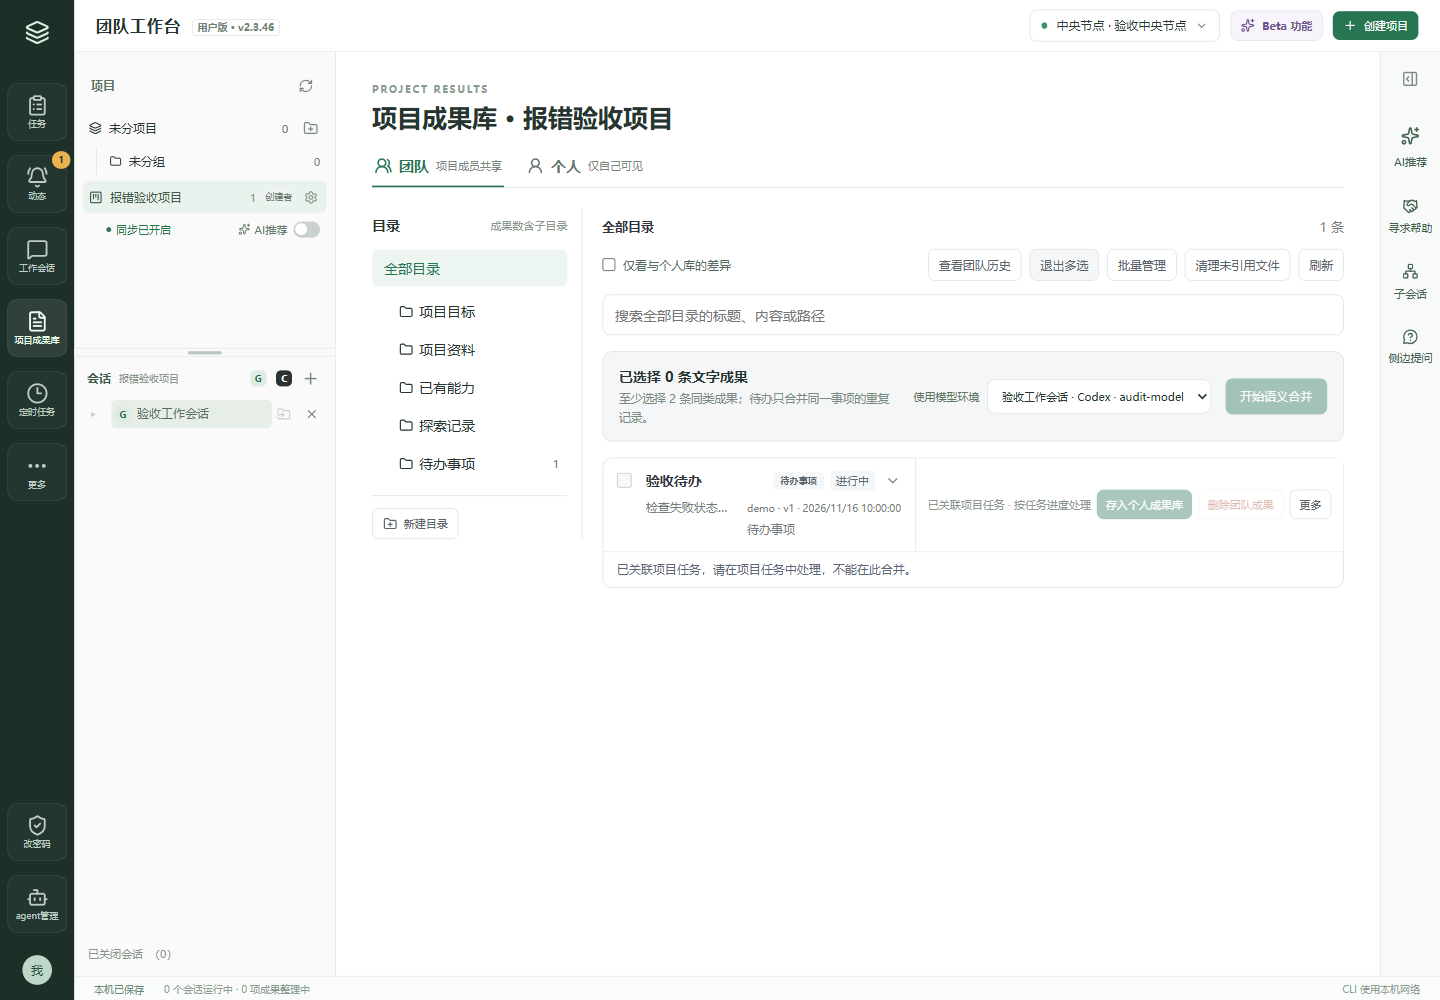 团队工作台 用户版 • v2.3.46
中央节点 · 验收中央节点
Beta 功能
创建项目
任务
1
动态
工作会话
项目成果库
定时任务
更多
改密码
agent管理
我
项目
未分项目 0
未分组 0
报错验收项目 1 创建者
同步已开启 AI推荐
会话 报错验收项目 G C
G 验收工作会话
已关闭会话 (0)
PROJECT RESULTS
项目成果库 • 报错验收项目
团队 项目成员共享
个人 仅自己可见
目录 成果数含子目录
全部目录
项目目标
项目资料
已有能力
探索记录
待办事项 1
新建目录
全部目录 1 条
仅看与个人库的差异
查看团队历史 退出多选 批量管理 清理未引用文件 刷新
搜索全部目录的标题、内容或路径
已选择 0 条文字成果
至少选择 2 条同类成果；待办只合并同一事项的重复
记录。
使用模型环境 验收工作会话 · Codex · audit-model
开始语义合并
验收待办 待办事项 进行中
检查失败状态... demo · v1 · 2026/11/16 10:00:00
待办事项
已关联项目任务 · 按任务进度处理 存入个人成果库 删除团队成果 更多
已关联项目任务，请在项目任务中处理，不能在此合并。
AI推荐
寻求帮助
子会话
侧边提问
本机已保存 0 个会话运行中 · 0 项成果整理中
CLI 使用本机网络